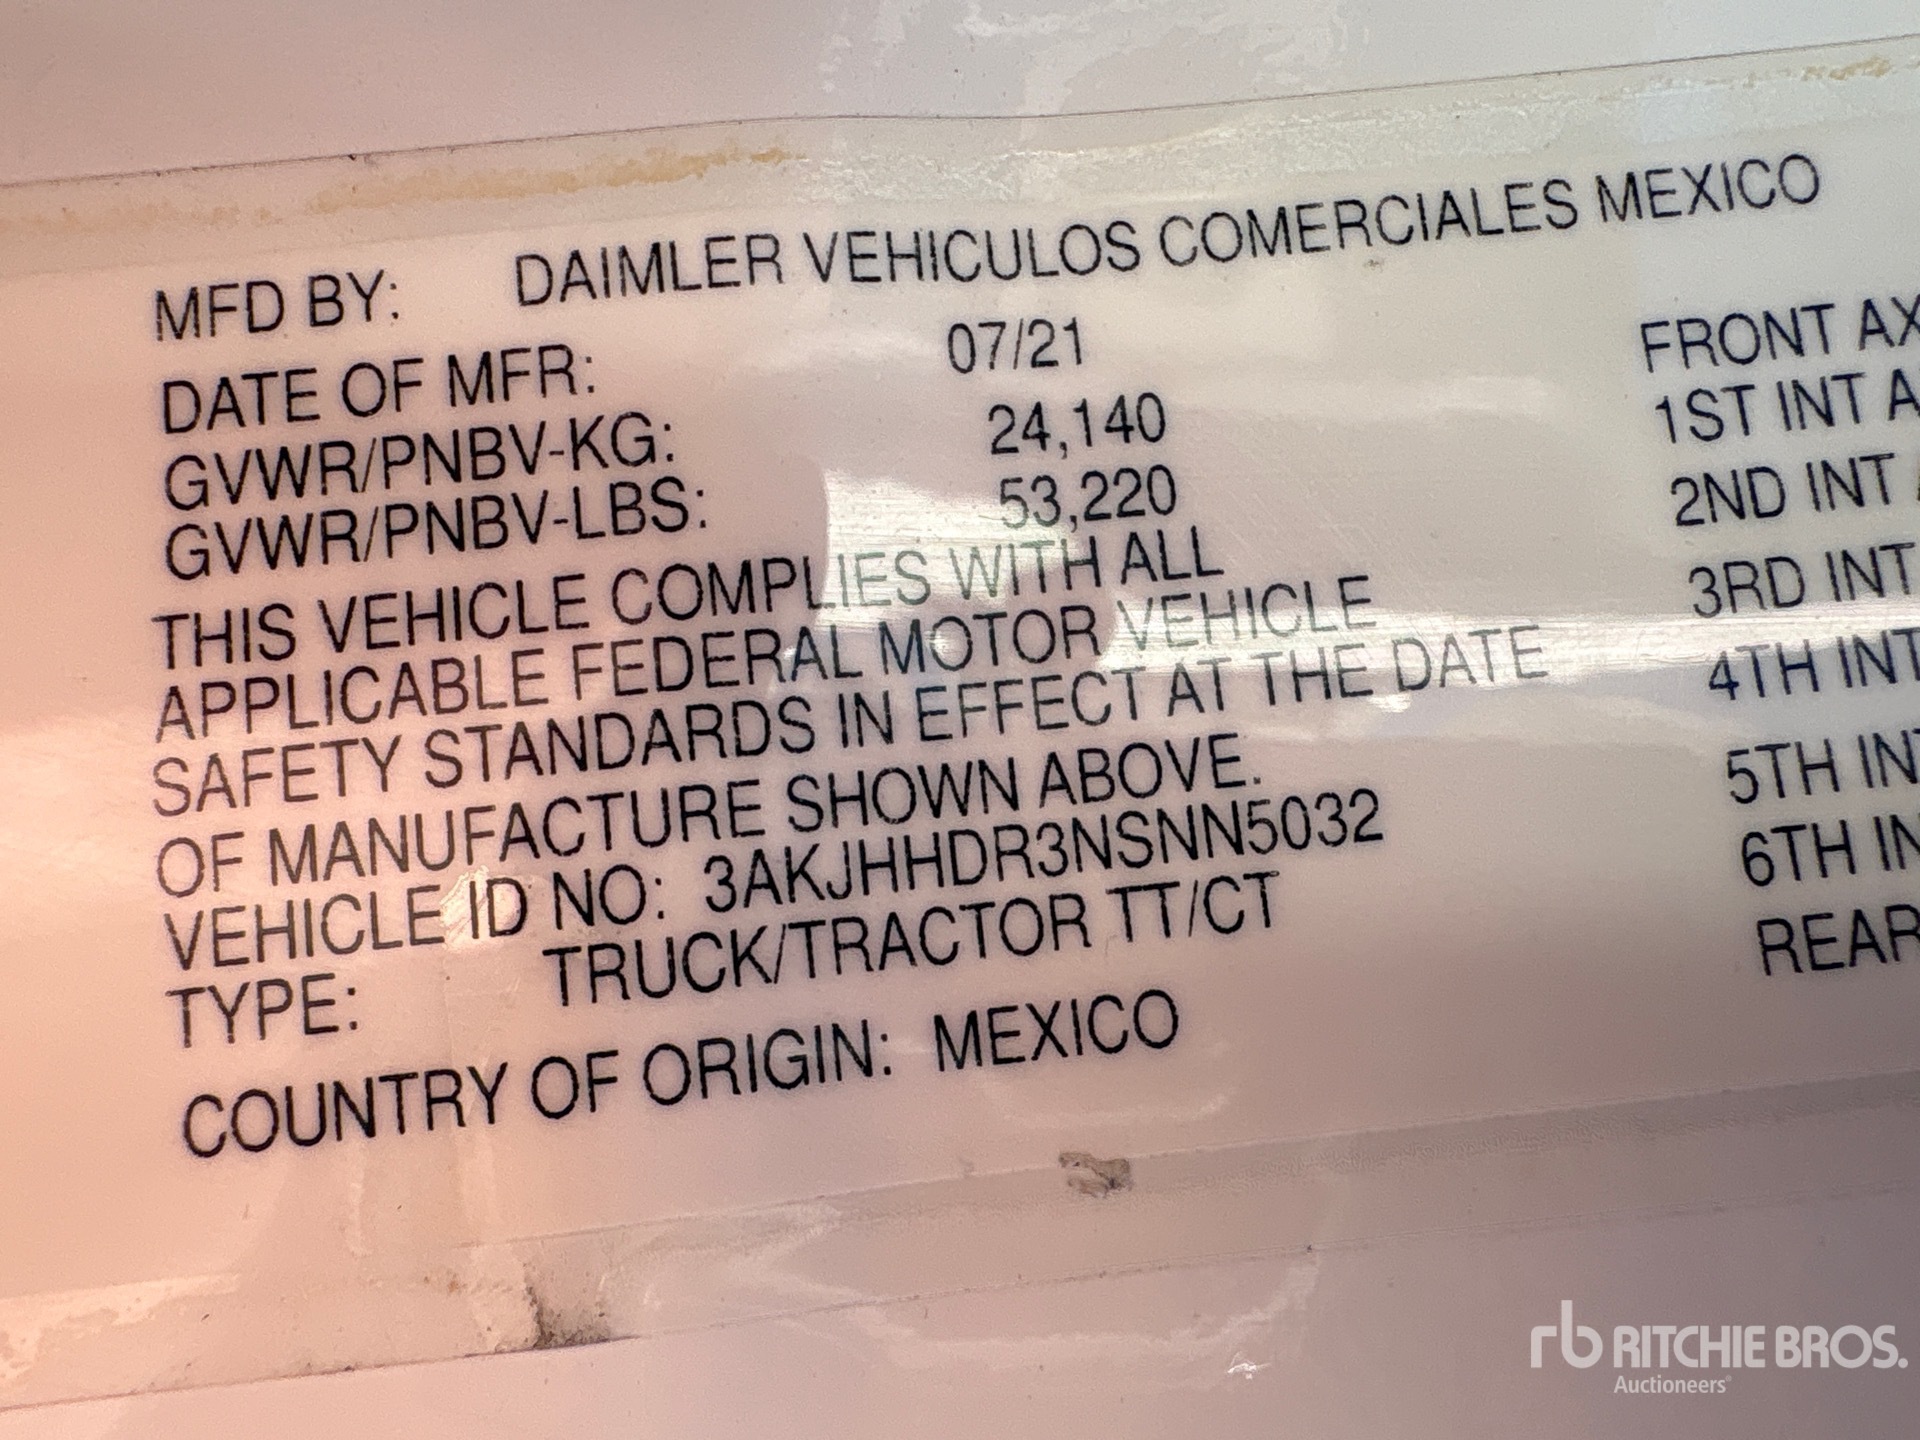 MFD BY: DAIMLER VEHICULOS COMERCIALES MEXICO
DATE OF MFR: 07/21
GVWR/PNBV-KG: 24,140
GVWR/PNBV-LBS: 53,220
THIS VEHICLE COMPLIES WITH ALL
APPLICABLE FEDERAL MOTOR VEHICLE
SAFETY STANDARDS IN EFFECT AT THE DATE
OF MANUFACTURE SHOWN ABOVE.
VEHICLE ID NO: 3AKJHHDR3NSNN5032
TYPE: TRUCK/TRACTOR TT/CT
COUNTRY OF ORIGIN: MEXICO
FRONT AX
1ST INT A
2ND INT
3RD INT
4TH INT
5TH INT
6TH IN
REAR
rb RITCHIE BROS.
Auctioneers